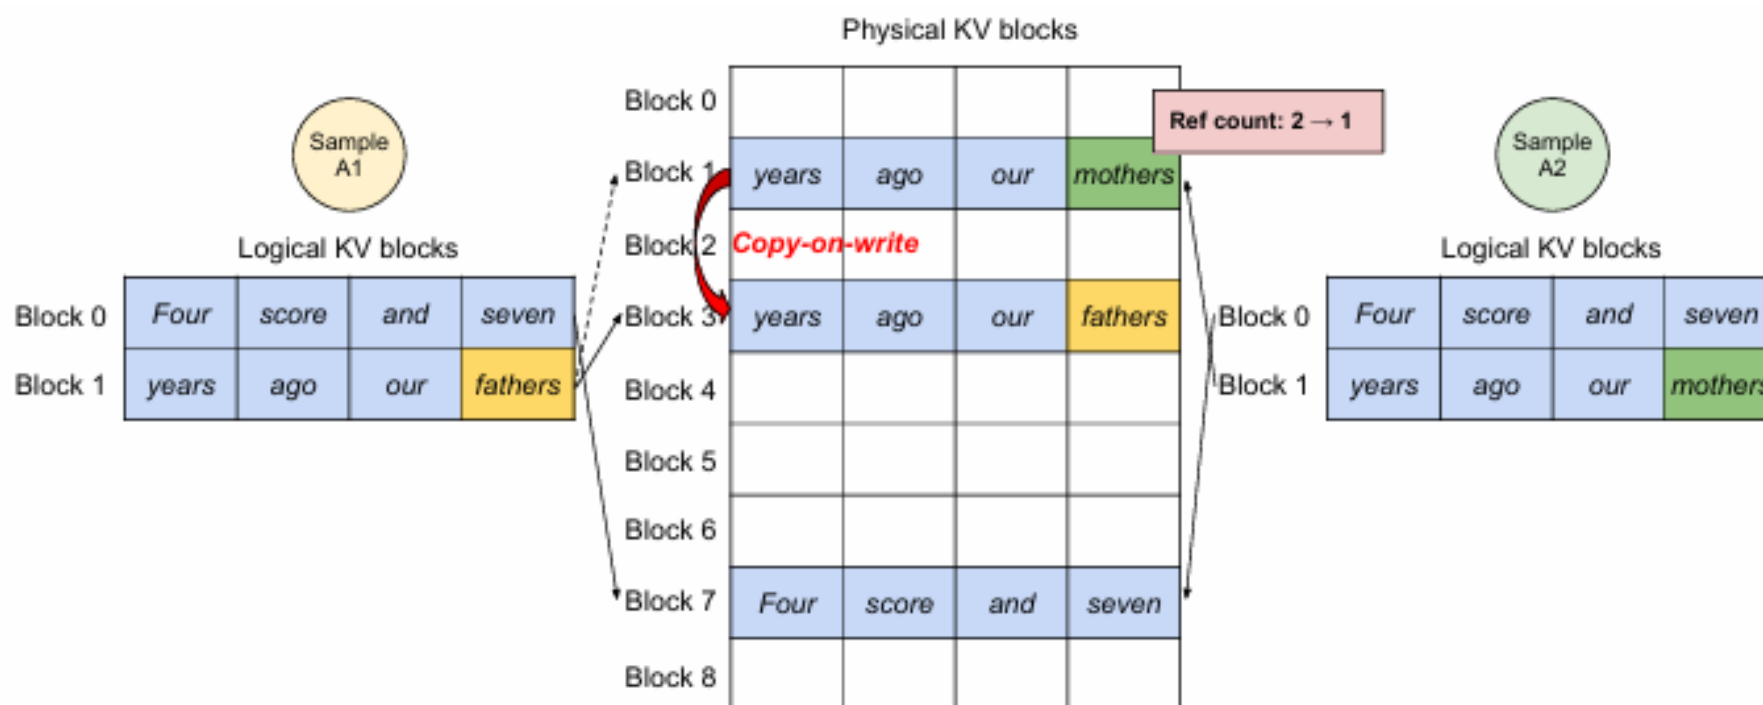 Physical KV blocks
Block 0
Ref count: 2 → 1
Sample
A1
Sample
A2
Block 1
years ago our mothers
Logical KV blocks
Block 2
Copy-on-write
Logical KV blocks
Block 0
Four score and seven
Block 3
years ago our fathers
Block 0
Four score and seven
Block 1
years ago our fathers
Block 4
Block 1
years ago our mothers
Block 5
Block 6
Block 7
Four score and seven
Block 8